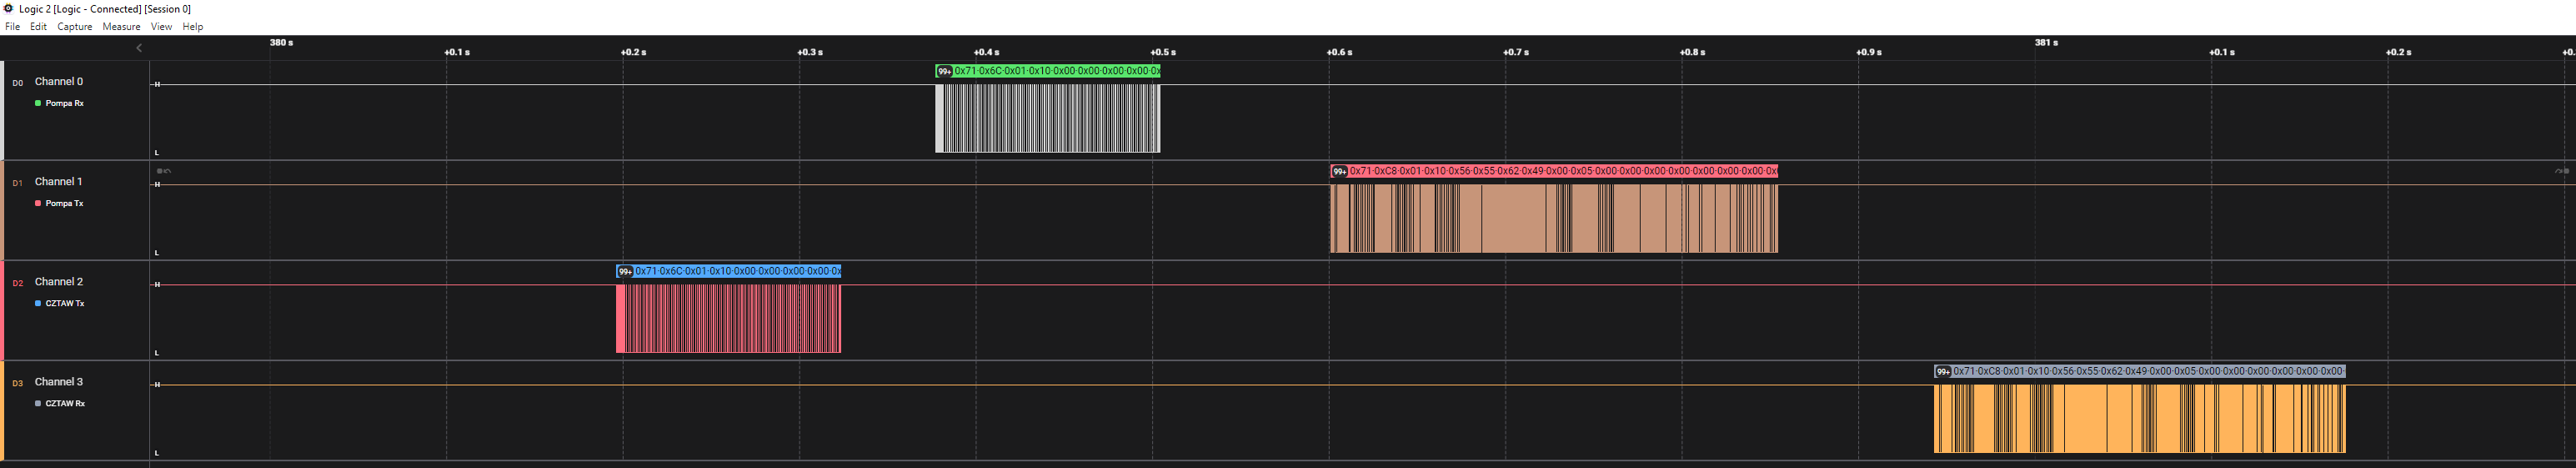 Logic 2 [Logic - Connected] [Session 0]
File Edit Capture Measure View Help
380 s +0.1 s +0.2 s +0.3 s +0.4 s +0.5 s +0.6 s +0.7 s +0.8 s +0.9 s 381 s +0.1 s +0.2 s +0.
D0 Channel 0 H
Pompa Rx
L
99+ 0x71·0x6C·0x01·0x10·0x00·0x00·0x00·0x00·0x
D1 Channel 1 H
Pompa Tx
L
99+ 0x71·0xC8·0x01·0x10·0x56·0x55·0x62·0x49·0x00·0x05·0x00·0x00·0x00·0x00·0x00·0x00·0x00·0x
D2 Channel 2 H
CZTAW Tx
L
99+ 0x71·0x6C·0x01·0x10·0x00·0x00·0x00·0x00·0x
D3 Channel 3 H
CZTAW Rx
L
99+ 0x71·0xC8·0x01·0x10·0x56·0x55·0x62·0x49·0x00·0x05·0x00·0x00·0x00·0x00·0x00·0x00·